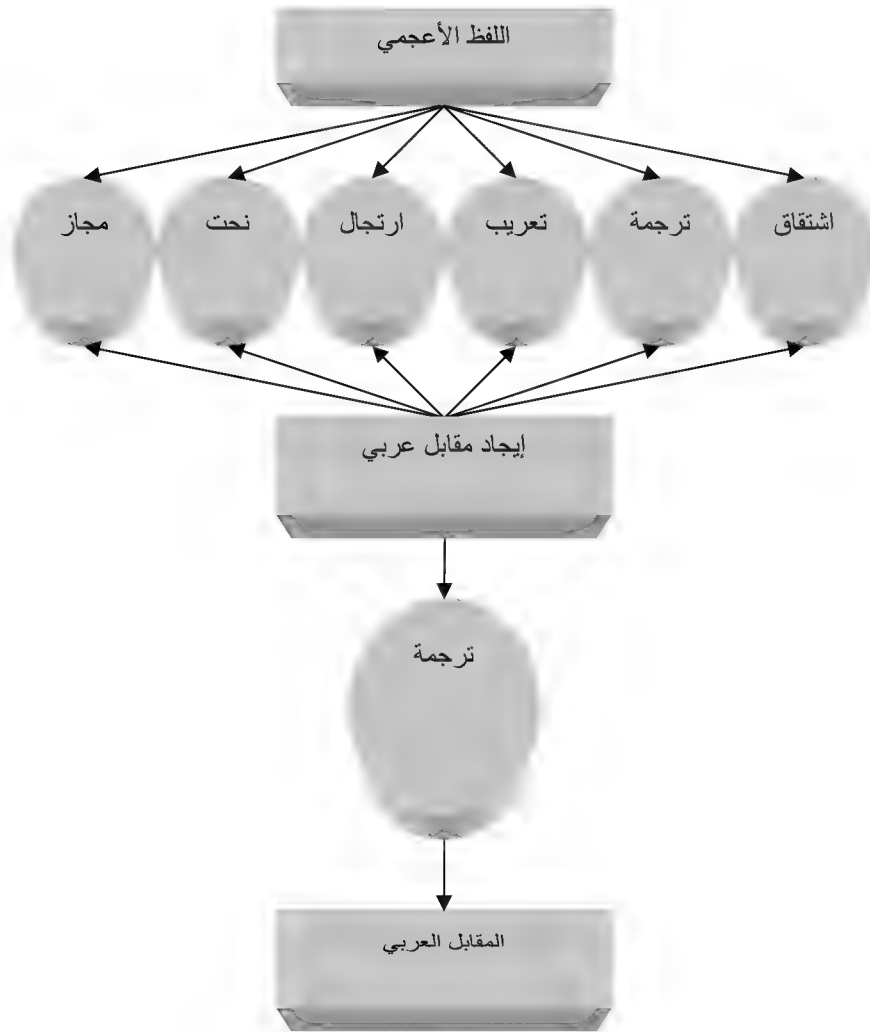 اللفظ الأعجمي
اشتقاق
ترجمة
تعريب
ارتجال
نحت
مجاز
إيجاد مقابل عربي
ترجمة
المقابل العربي